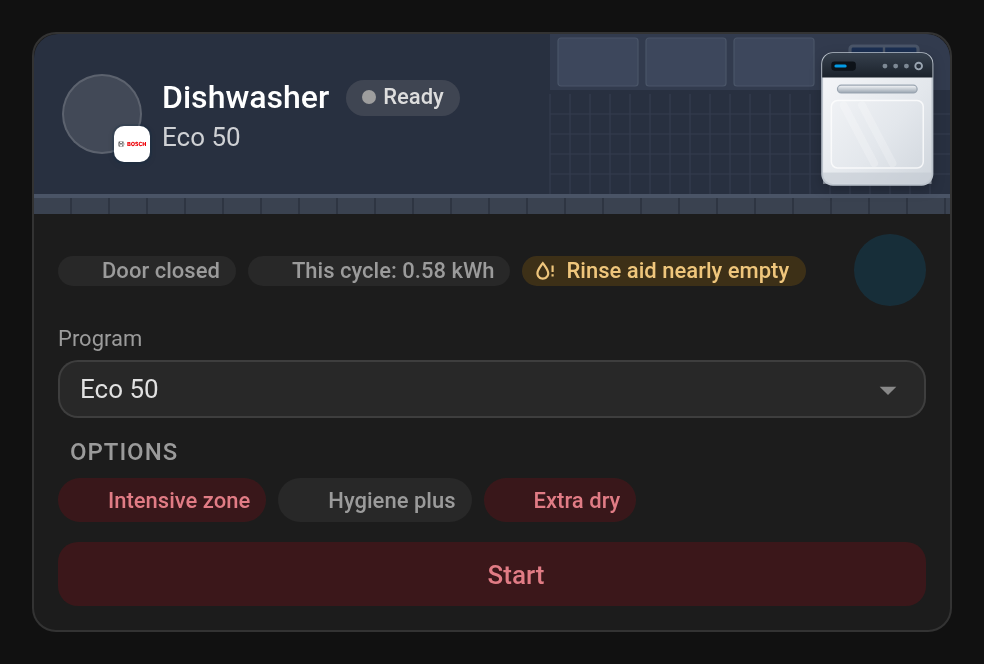 Dishwasher
Ready
Eco 50
BOSCH
Door closed
This cycle: 0.58 kWh
Rinse aid nearly empty
Program
Eco 50
OPTIONS
Intensive zone
Hygiene plus
Extra dry
Start